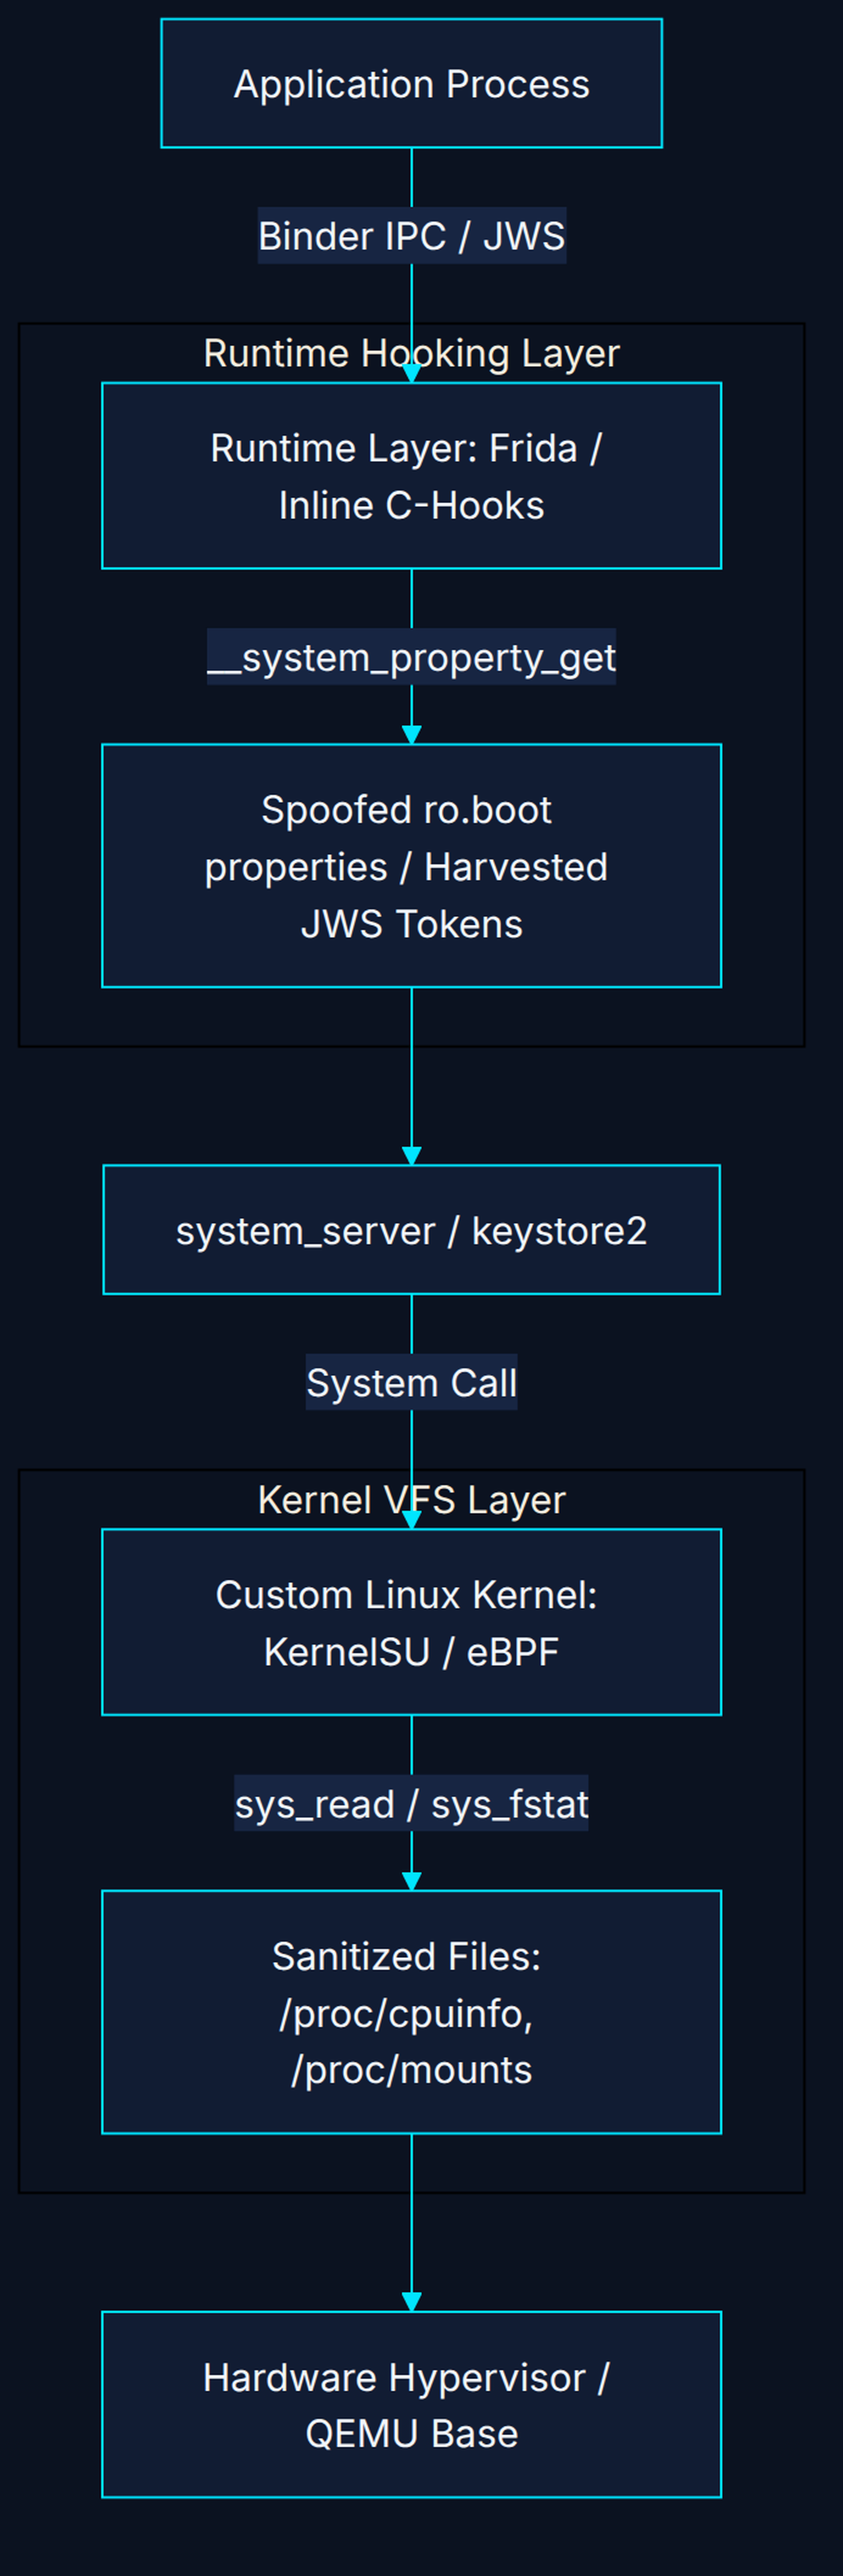 Application Process
Binder IPC / JWS
Runtime Hooking Layer
Runtime Layer: Frida /
Inline C-Hooks
__system_property_get
Spoofed ro.boot
properties / Harvested
JWS Tokens
system_server / keystore2
System Call
Kernel VFS Layer
Custom Linux Kernel:
KernelSU / eBPF
sys_read / sys_fstat
Sanitized Files:
/proc/cpuinfo,
/proc/mounts
Hardware Hypervisor /
QEMU Base